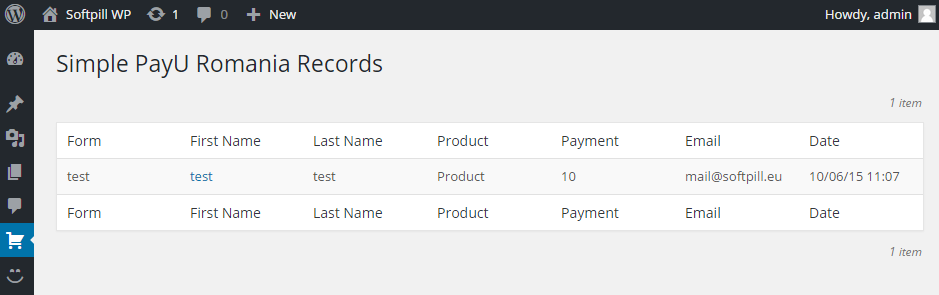 Softpill WP 1 0 New Howdy, admin
Simple PayU Romania Records
1 item
Form First Name Last Name Product Payment Email Date
test test test Product 10 mail@softpill.eu 10/06/15 11:07
Form First Name Last Name Product Payment Email Date
1 item